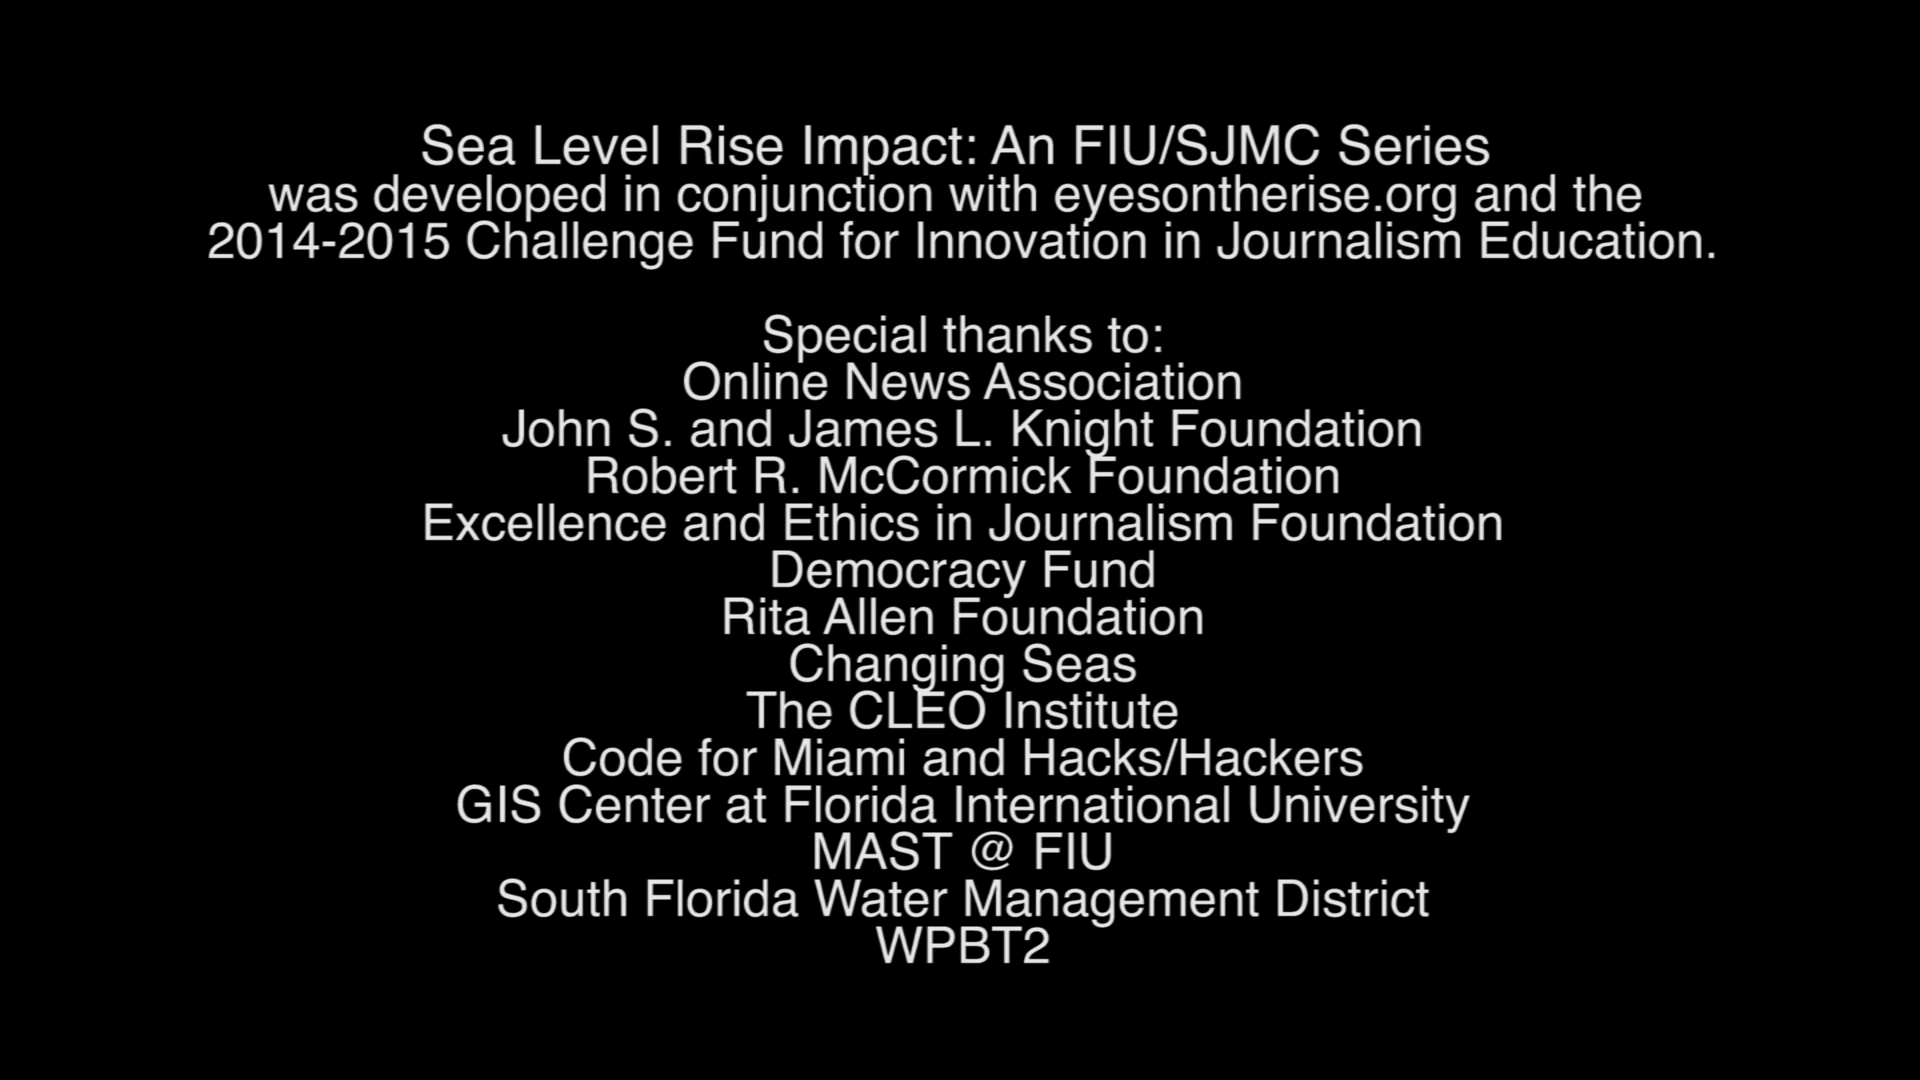 Sea Level Rise Impact: An FIU/SJMC Series
was developed in conjunction with eyesontherise.org and the
2014-2015 Challenge Fund for Innovation in Journalism Education.
Special thanks to:
Online News Association
John S. and James L. Knight Foundation
Robert R. McCormick Foundation
Excellence and Ethics in Journalism Foundation
Democracy Fund
Rita Allen Foundation
Changing Seas
The CLEO Institute
Code for Miami and Hacks/Hackers
GIS Center at Florida International University
MAST @ FIU
South Florida Water Management District
WPBT2